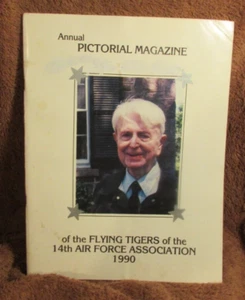 Annual
PICTORIAL MAGAZINE
of the FLYING TIGERS of the
14th AIR FORCE ASSOCIATION
1990